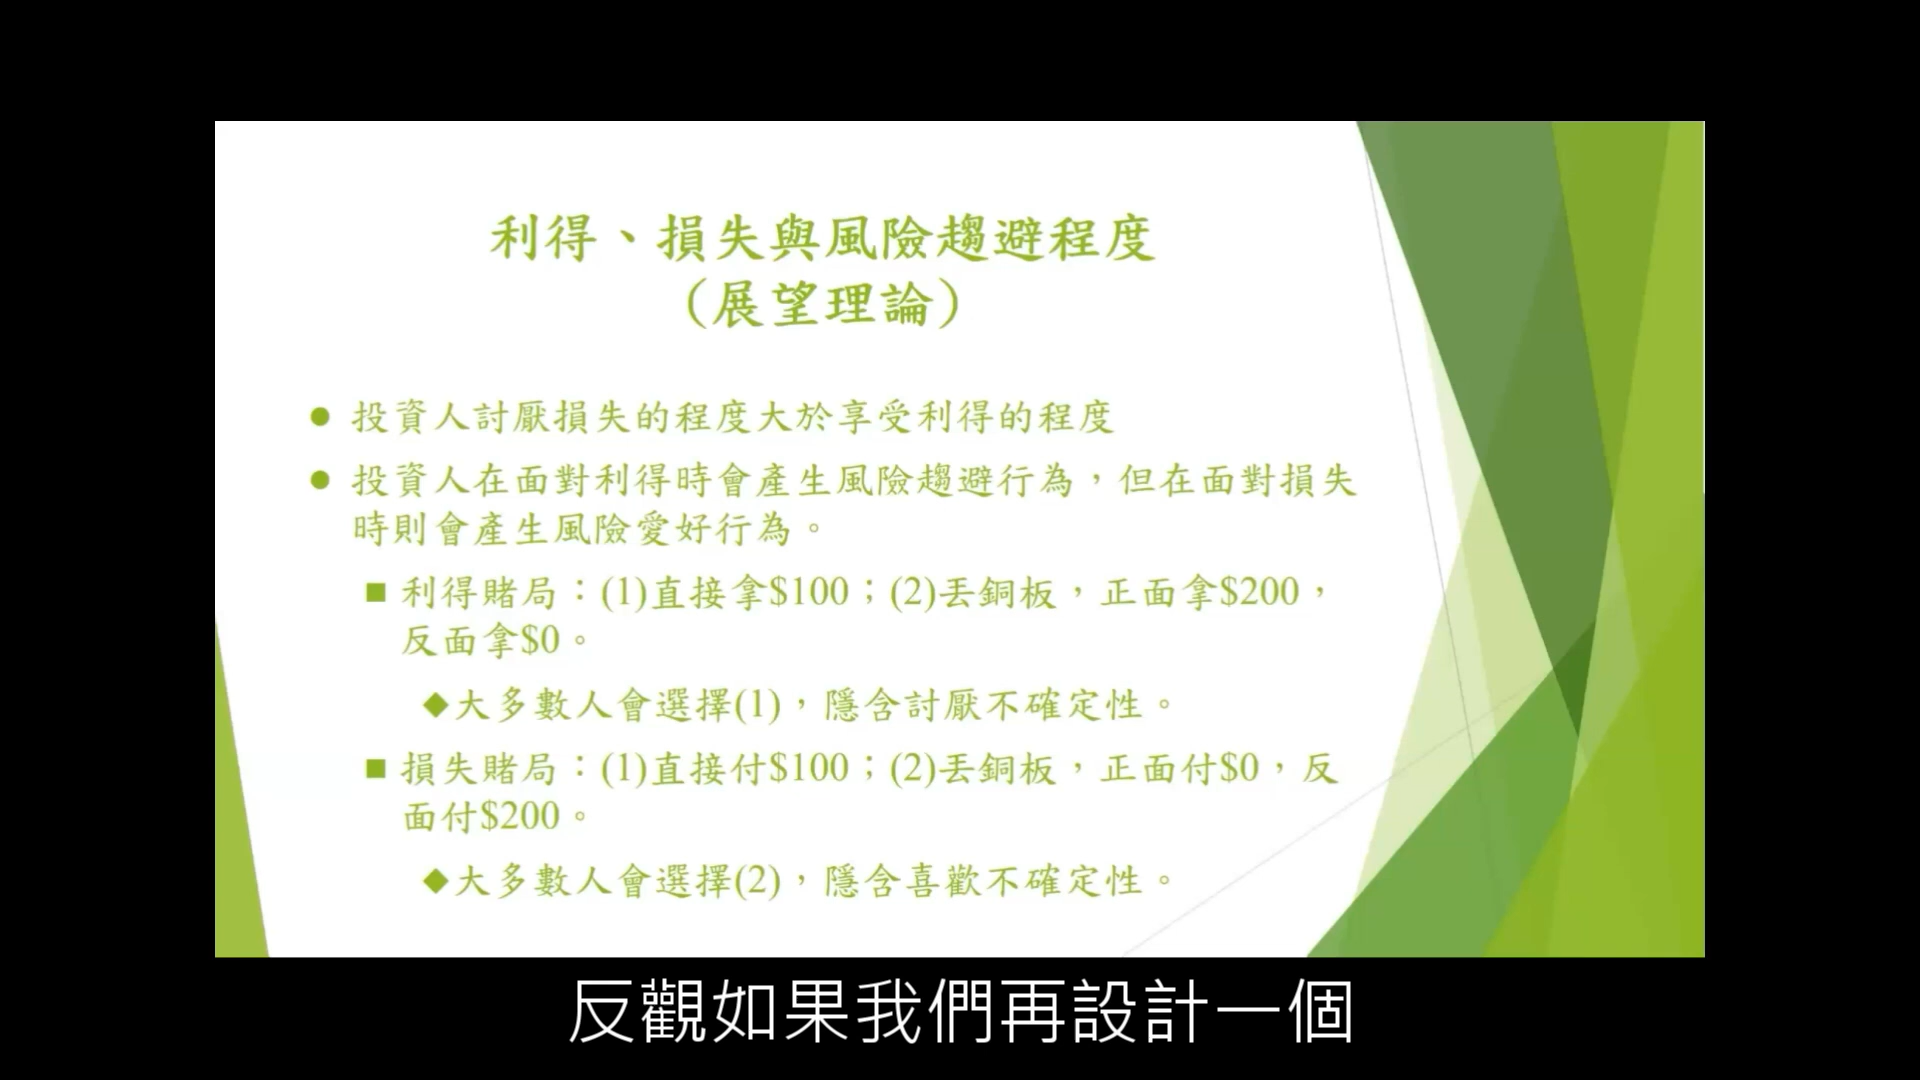 利得、損失與風險趨避程度
(展望理論)
● 投資人討厭損失的程度大於享受利得的程度
● 投資人在面對利得時會產生風險趨避行為，但在面對損失
時則會產生風險愛好行為。
■ 利得賭局：(1)直接拿$100；(2)丟銅板，正面拿$200，
反面拿$0。
◆大多數人會選擇(1)，隱含討厭不確定性。
■ 損失賭局：(1)直接付$100；(2)丟銅板，正面付$0，反
面付$200。
◆大多數人會選擇(2)，隱含喜歡不確定性。
反觀如果我們再設計一個